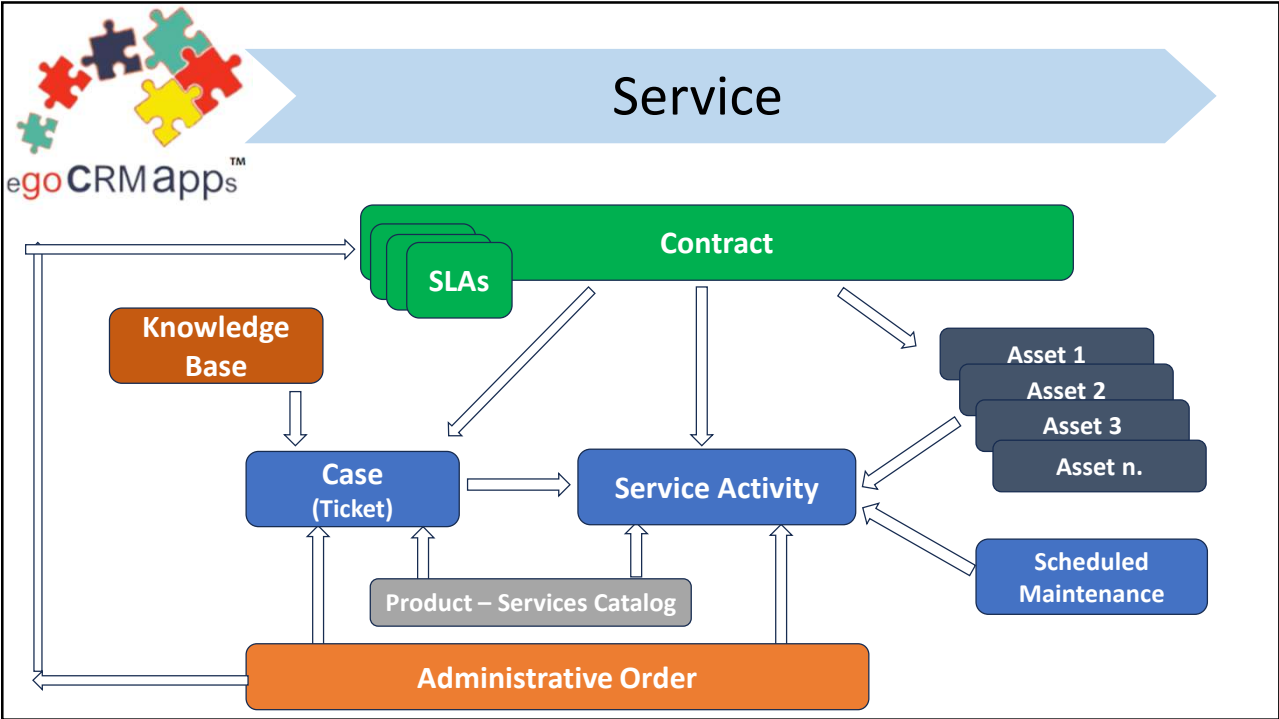 Service
egoCRMapps™
Contract
SLAs
Knowledge
Base
Asset 1
Asset 2
Asset 3
Asset n.
Case
(Ticket)
Service Activity
Scheduled
Maintenance
Product – Services Catalog
Administrative Order